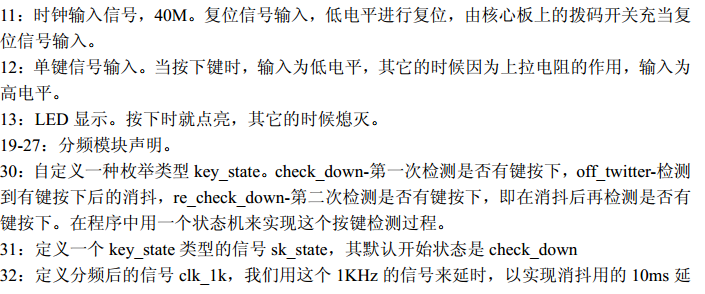 11：时钟输入信号，40M。复位信号输入，低电平进行复位，由核心板上的拨码开关充当复
位信号输入。
12：单键信号输入。当按下键时，输入为低电平，其它的时候因为上拉电阻的作用，输入为
高电平。
13：LED 显示。按下时就点亮，其它的时候熄灭。
19-27：分频模块声明。
30：自定义一种枚举类型 key_state。check_down-第一次检测是否有键按下，off_twitter-检测
到有键按下后的消抖，re_check_down-第二次检测是否有键按下，即在消抖后再检测是否有
键按下。在程序中用一个状态机来实现这个按键检测过程。
31：定义一个 key_state 类型的信号 sk_state，其默认开始状态是 check_down
32：定义分频后的信号 clk_1k，我们用这个 1KHz 的信号来延时，以实现消抖用的 10ms 延